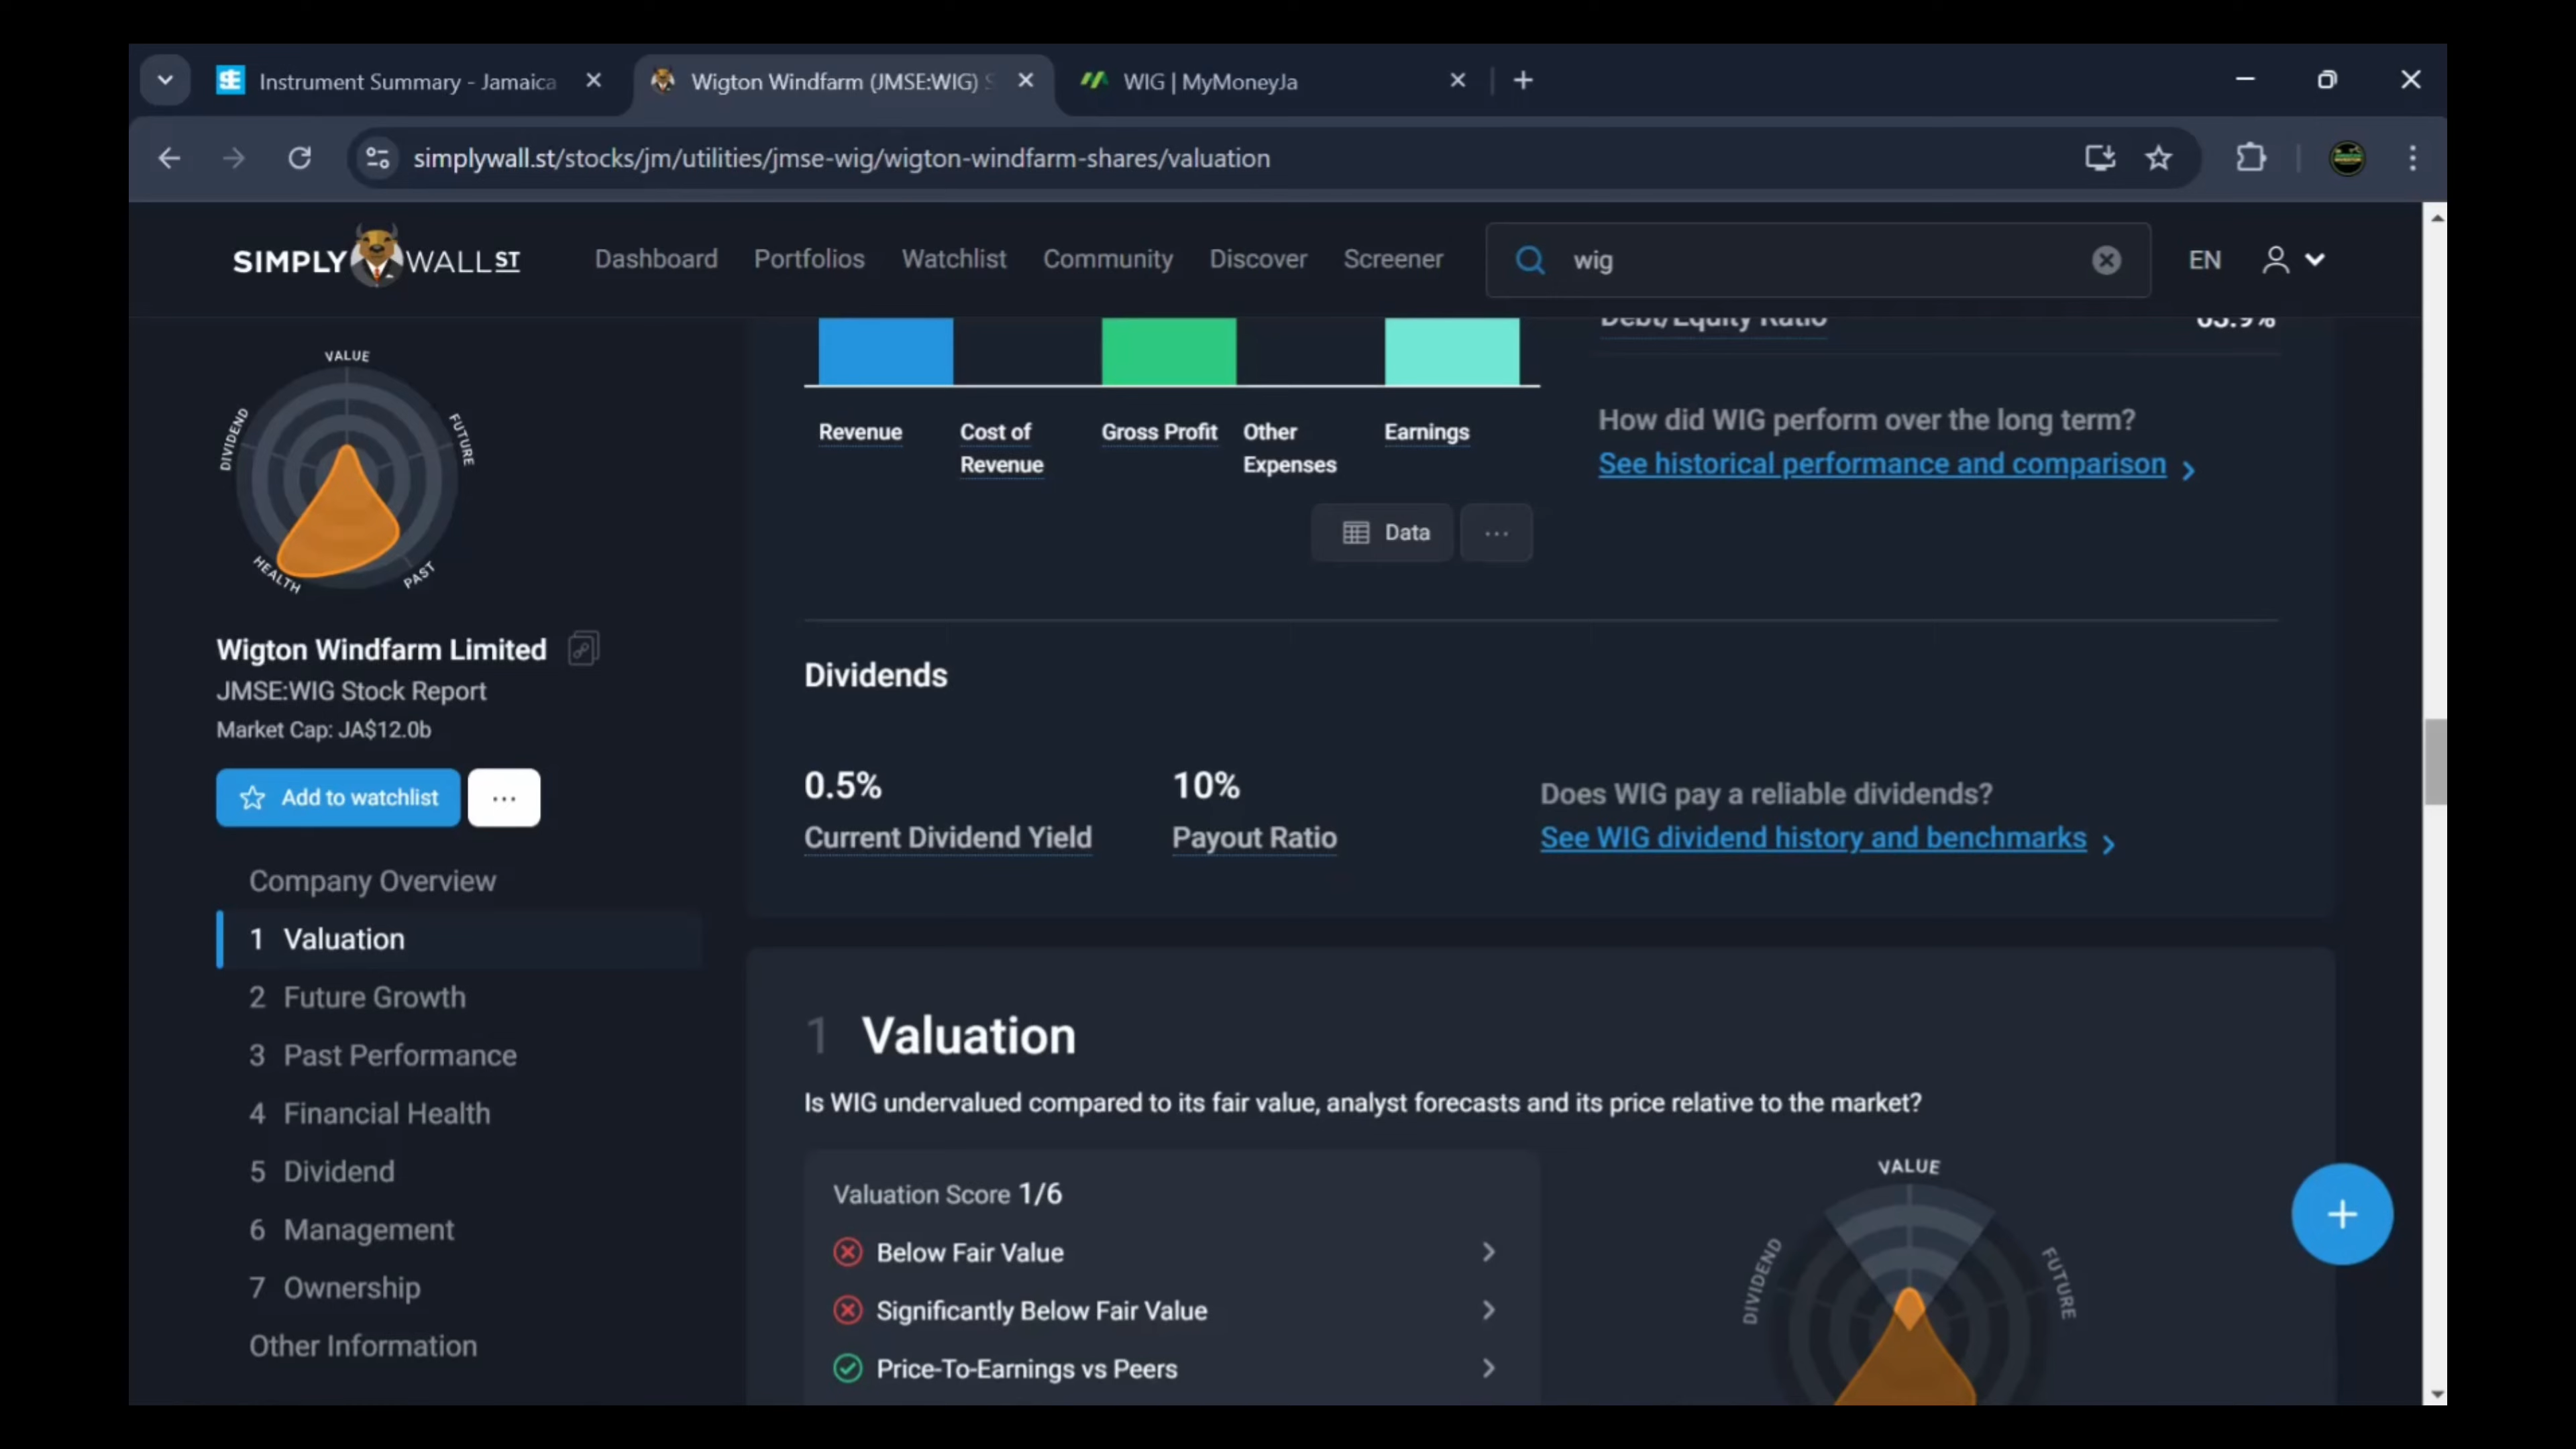 Instrument Summary - Jamaica
Wigton Windfarm (JMSE:WIG) S
WIG | MyMoneyJa
simplywall.st/stocks/jm/utilities/jmse-wig/wigton-windfarm-shares/valuation
SIMPLY WALL ST
Dashboard
Portfolios
Watchlist
Community
Discover
Screener
wig
EN
VALUE
FUTURE
PAST
HEALTH
DIVIDEND
Wigton Windfarm Limited
JMSE:WIG Stock Report
Market Cap: JA$12.0b
Add to watchlist
...
Company Overview
1 Valuation
2 Future Growth
3 Past Performance
4 Financial Health
5 Dividend
6 Management
7 Ownership
Other Information
Debt/Equity Ratio
Revenue
Cost of
Revenue
Gross Profit
Other
Expenses
Earnings
Data
...
How did WIG perform over the long term?
See historical performance and comparison
Dividends
0.5%
Current Dividend Yield
10%
Payout Ratio
Does WIG pay a reliable dividends?
See WIG dividend history and benchmarks
1 Valuation
Is WIG undervalued compared to its fair value, analyst forecasts and its price relative to the market?
Valuation Score 1/6
Below Fair Value
Significantly Below Fair Value
Price-To-Earnings vs Peers
VALUE
DIVIDEND
FUTURE